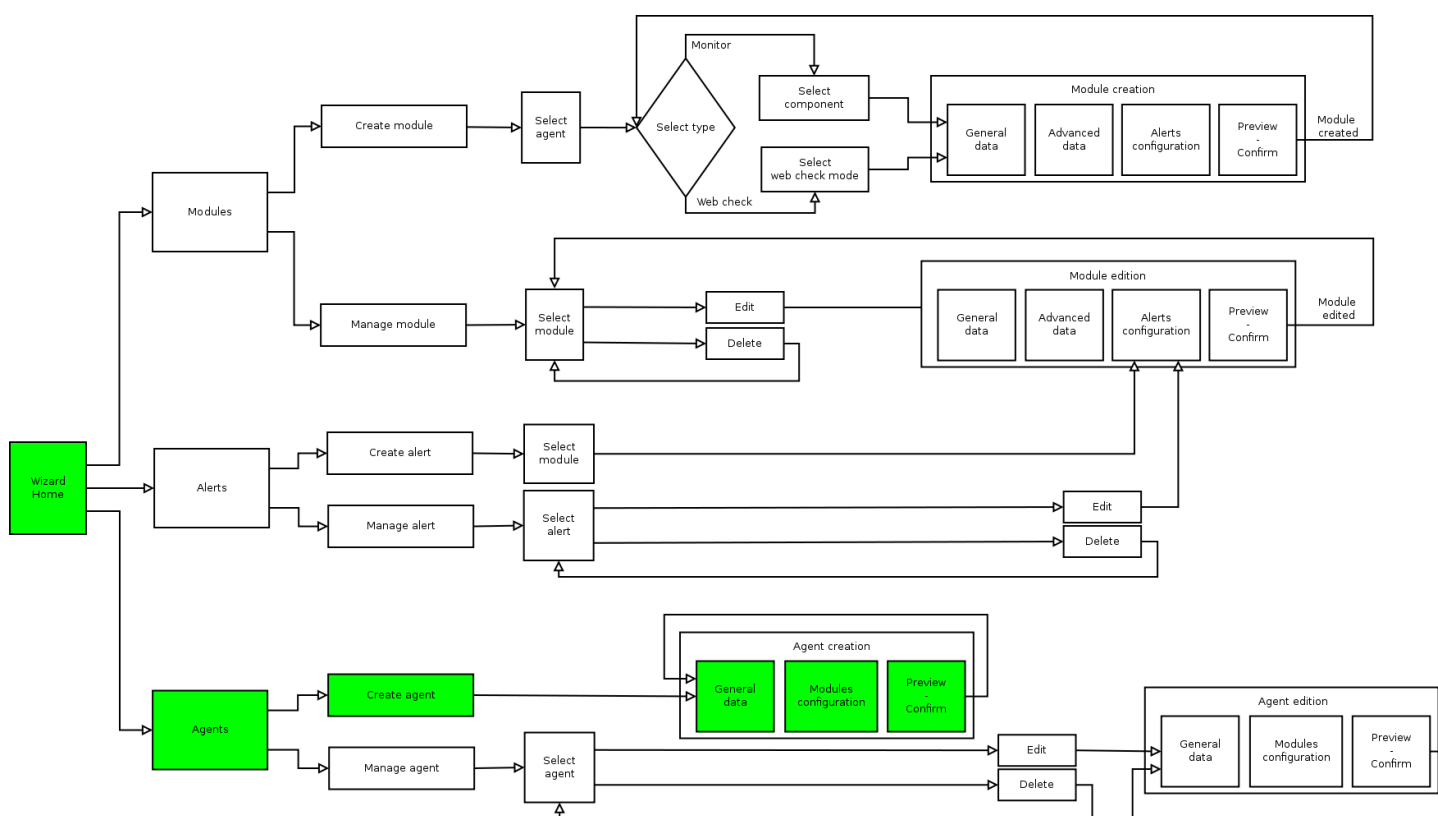 Monitor
Select
component
Module creation
Create module
Select
agent
Select type
General
data
Advanced
data
Alerts
configuration
Preview
-
Confirm
Module
created
Select
web check mode
Web check
Modules
Module edition
Manage module
Select
module
Edit
Delete
General
data
Advanced
data
Alerts
configuration
Preview
-
Confirm
Module
edited
Wizard
Home
Alerts
Create alert
Select
module
Manage alert
Select
alert
Edit
Delete
Agents
Create agent
Agent creation
General
data
Modules
configuration
Preview
-
Confirm
Manage agent
Select
agent
Edit
Delete
Agent edition
General
data
Modules
configuration
Preview
-
Confirm